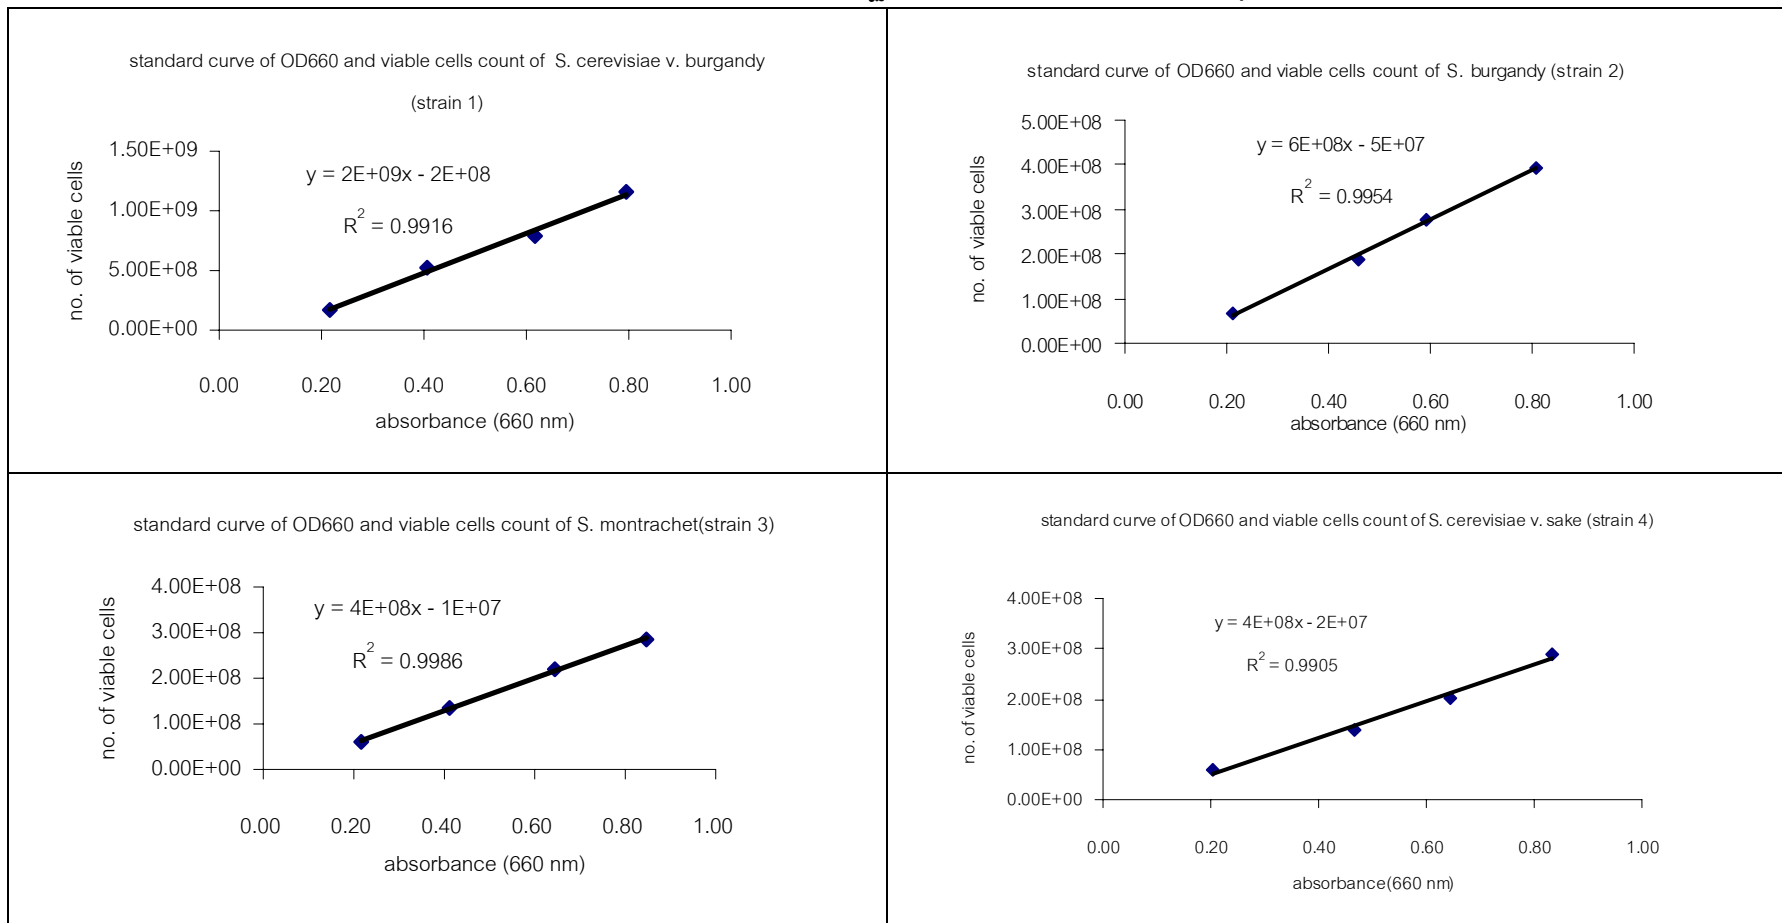 standard curve of OD660 and viable cells count of S. cerevisiae v. burgandy
(strain 1)
1.50E+09
1.00E+09
5.00E+08
0.00E+00
no. of viable cells
y = 2E+09x - 2E+08
R2 = 0.9916
0.00 0.20 0.40 0.60 0.80 1.00
absorbance (660 nm)
standard curve of OD660 and viable cells count of S. burgandy (strain 2)
5.00E+08
4.00E+08
3.00E+08
2.00E+08
1.00E+08
0.00E+00
no. of viable cells
y = 6E+08x - 5E+07
R2 = 0.9954
0.00 0.20 0.40 0.60 0.80 1.00
absorbance (660 nm)
standard curve of OD660 and viable cells count of S. montrachet(strain 3)
4.00E+08
3.00E+08
2.00E+08
1.00E+08
0.00E+00
no. of viable cells
y = 4E+08x - 1E+07
R2 = 0.9986
0.00 0.20 0.40 0.60 0.80 1.00
absorbance (660 nm)
standard curve of OD660 and viable cells count of S. cerevisiae v. sake (strain 4)
4.00E+08
3.00E+08
2.00E+08
1.00E+08
0.00E+00
no. of viable cells
y = 4E+08x - 2E+07
R2 = 0.9905
0.00 0.20 0.40 0.60 0.80 1.00
absorbance(660 nm)